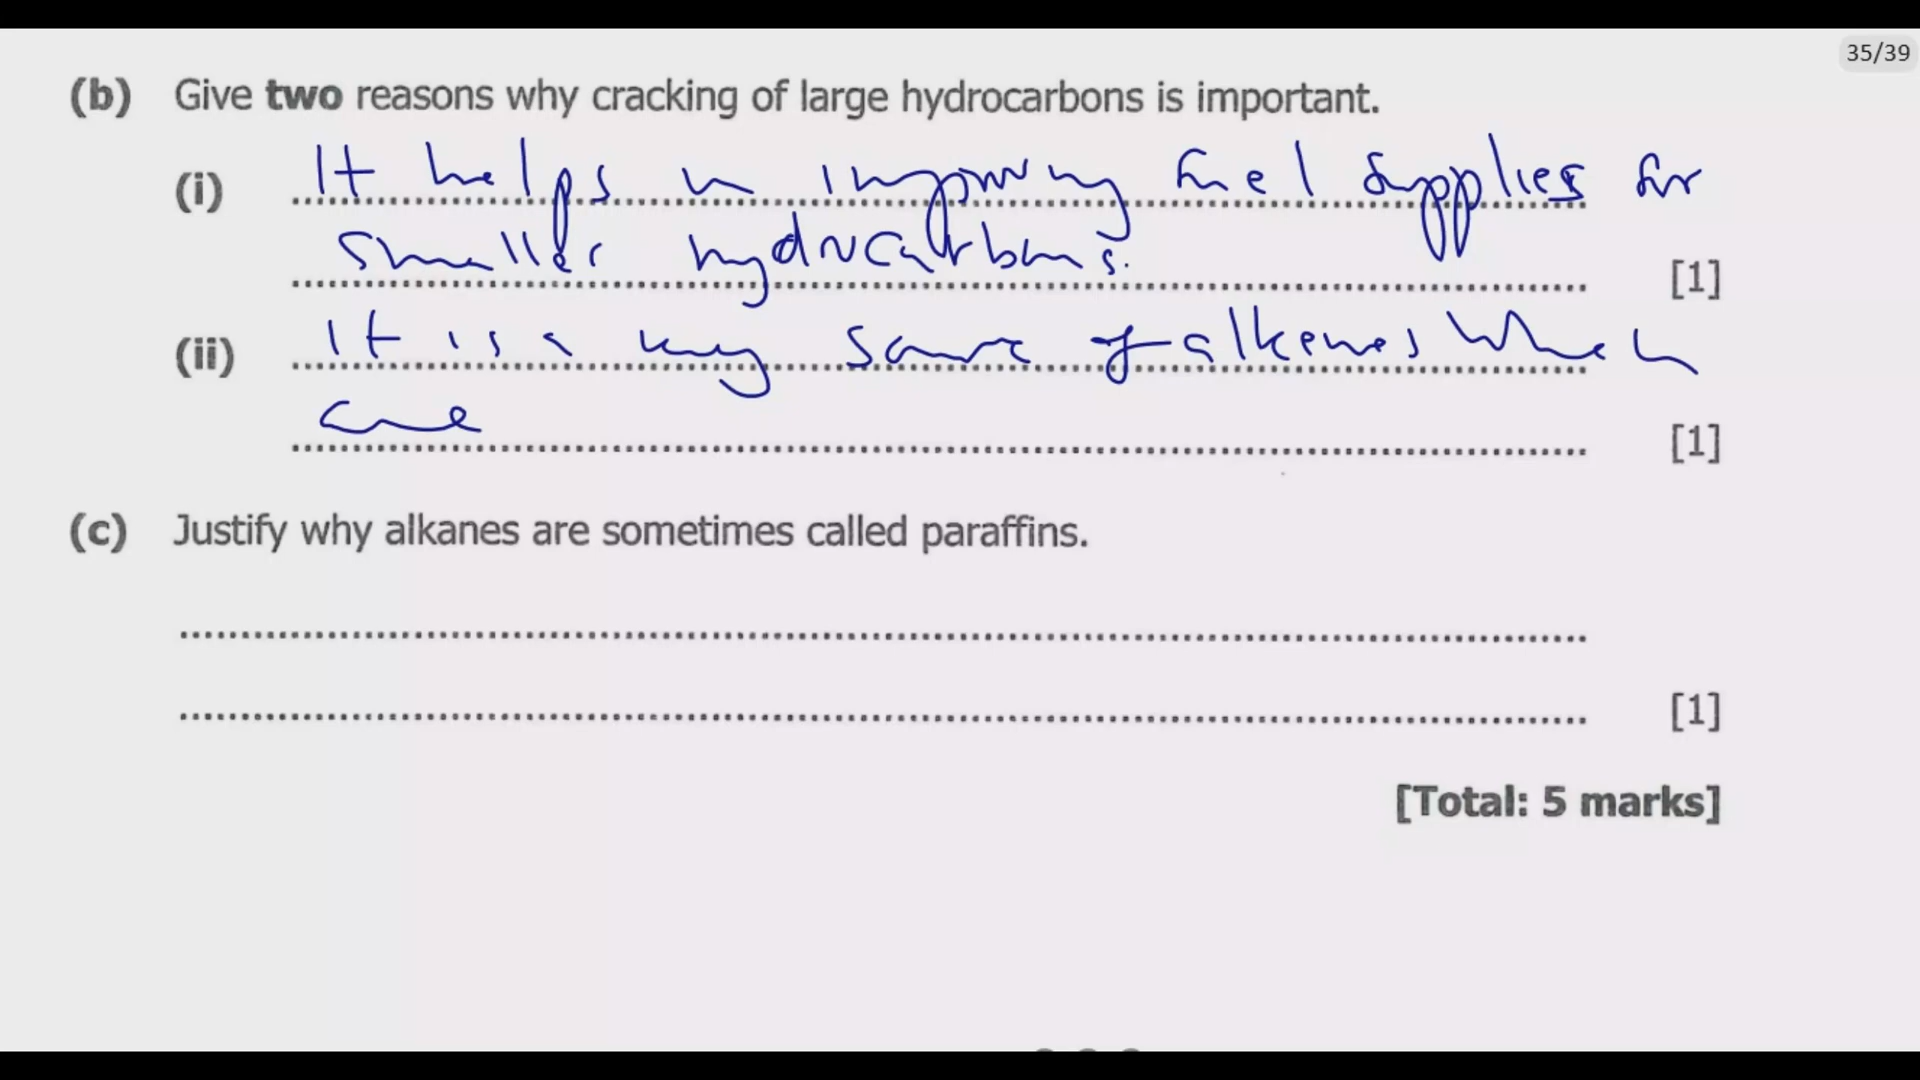 35/39
(b) Give two reasons why cracking of large hydrocarbons is important.
(i) It helps in improving fuel supplies for
smaller hydrocarbons. [1]
(ii) It is a key source of alkenes which
are [1]
(c) Justify why alkanes are sometimes called paraffins.
[1]
[Total: 5 marks]